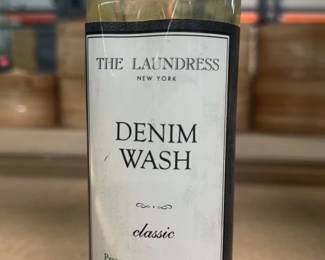 THE LAUNDRESS
NEW YORK
DENIM
WASH
classic